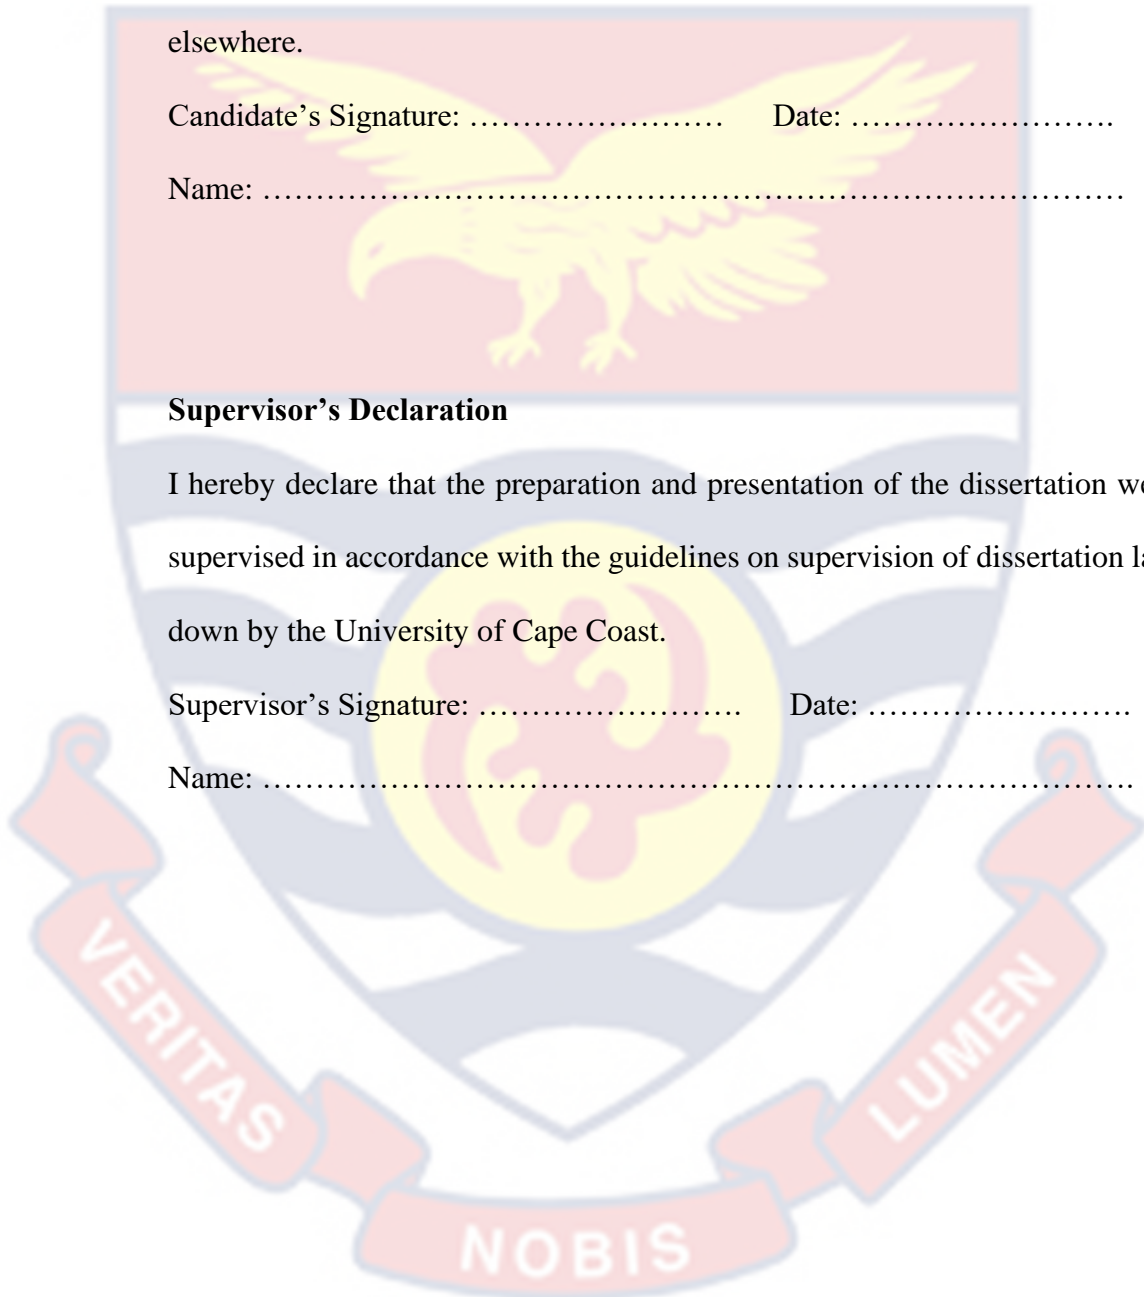 elsewhere.
Candidate’s Signature: …………………… Date: …………………….
Name: ………………………………………………………………………
Supervisor’s Declaration
I hereby declare that the preparation and presentation of the dissertation
supervised in accordance with the guidelines on supervision of dissertation
down by the University of Cape Coast.
Supervisor’s Signature: ……………………. Date: …………………….
Name: ……………………………………………………………………….
VERITAS
NOBIS
LUMEN